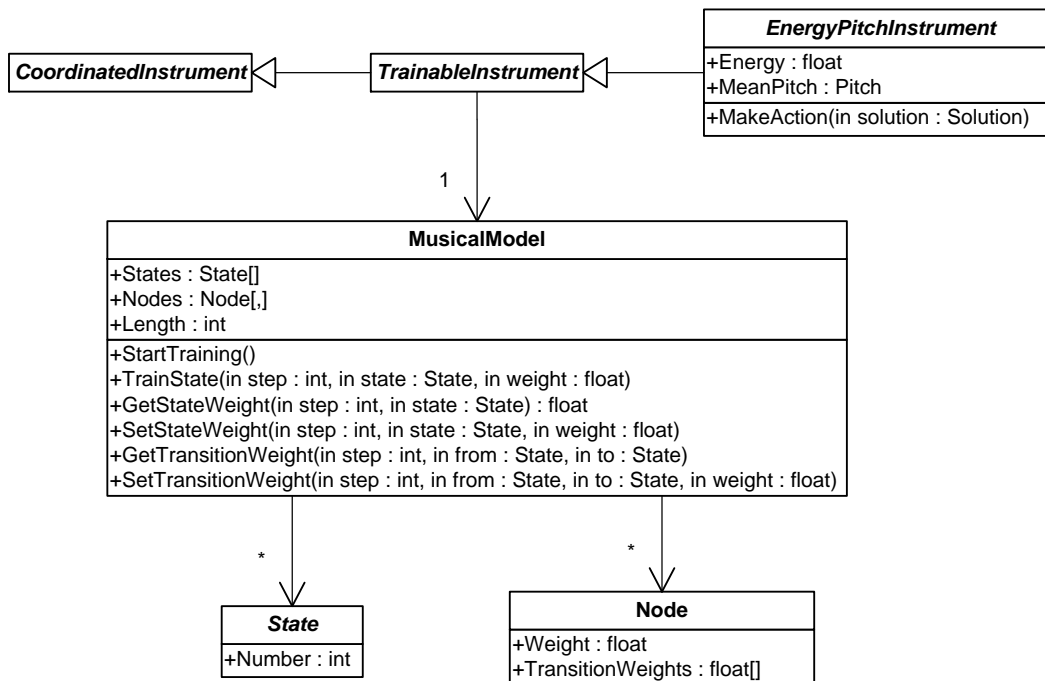 CoordinatedInstrument
TrainableInstrument
EnergyPitchInstrument
+Energy : float
+MeanPitch : Pitch
+MakeAction(in solution : Solution)
1
MusicalModel
+States : State[]
+Nodes : Node[,]
+Length : int
+StartTraining()
+TrainState(in step : int, in state : State, in weight : float)
+GetStateWeight(in step : int, in state : State) : float
+SetStateWeight(in step : int, in state : State, in weight : float)
+GetTransitionWeight(in step : int, in from : State, in to : State)
+SetTransitionWeight(in step : int, in from : State, in to : State, in weight : float)
*
*
State
+Number : int
Node
+Weight : float
+TransitionWeights : float[]